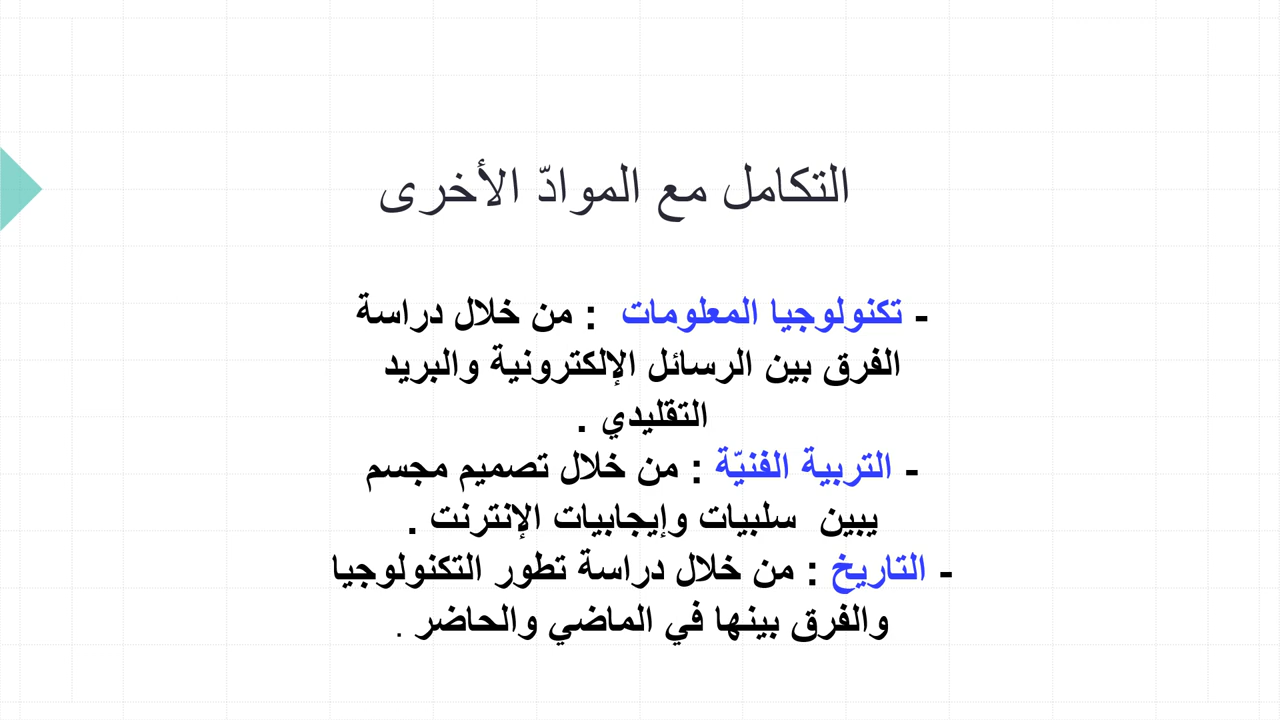 التكامل مع الموادّ الأخرى
- تكنولوجيا المعلومات : من خلال دراسة
الفرق بين الرسائل الإلكترونية والبريد
التقليدي .
- التربية الفنيّة : من خلال تصميم مجسم
يبين سلبيات وإيجابيات الإنترنت .
- التاريخ : من خلال دراسة تطور التكنولوجيا
والفرق بينها في الماضي والحاضر .